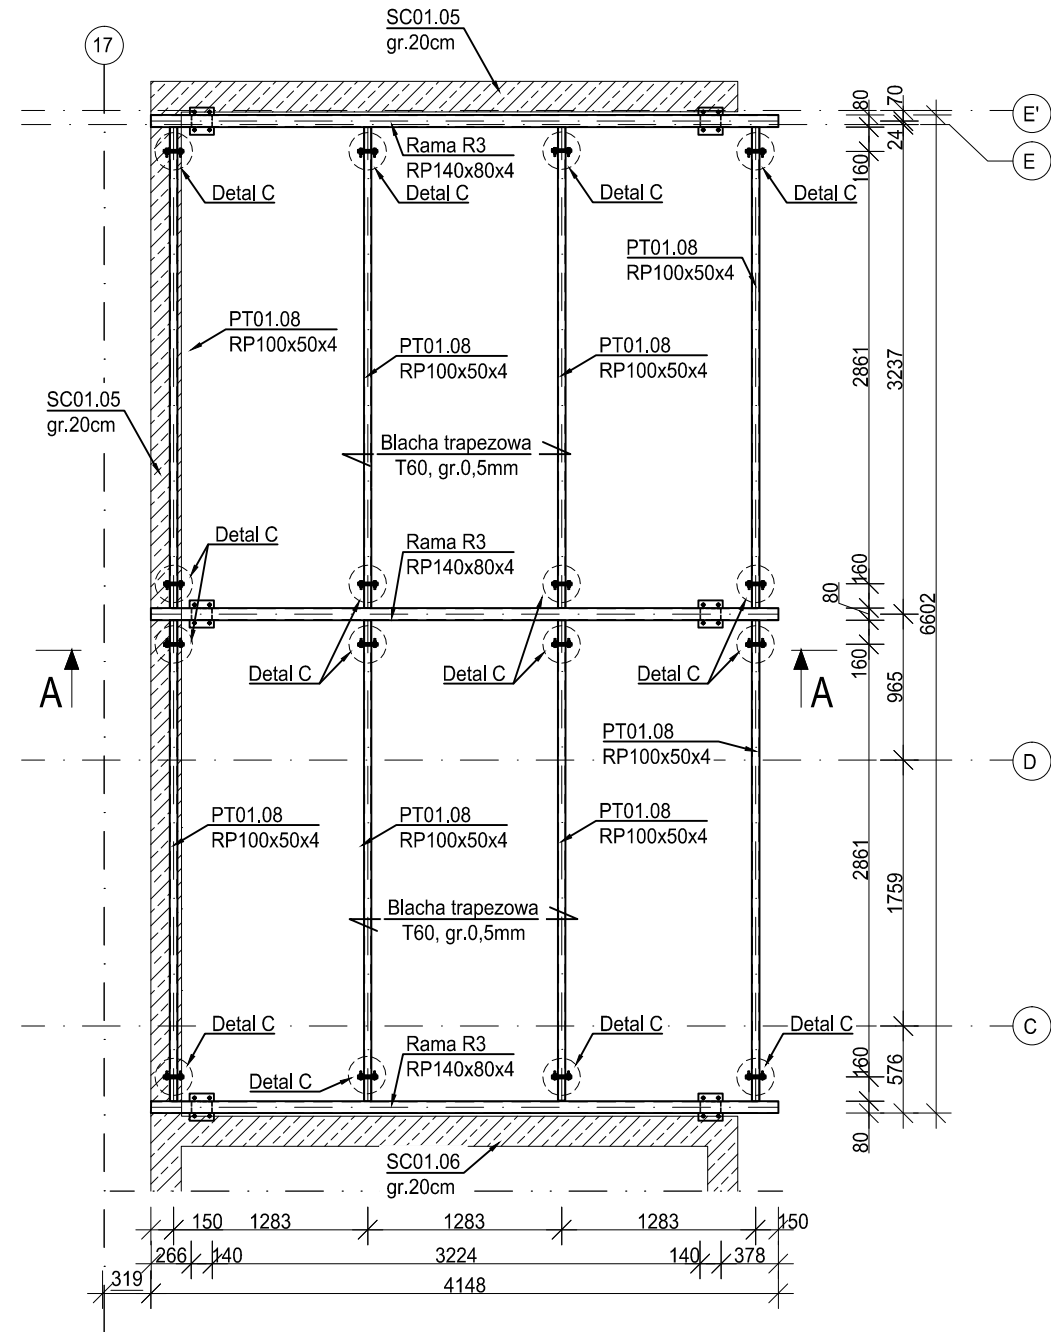 SC01.05
gr.20cm
17
80
70
E'
24
E
160
Rama R3
RP140x80x4
Detal C
Detal C
Detal C
Detal C
PT01.08
RP100x50x4
PT01.08
RP100x50x4
PT01.08
RP100x50x4
PT01.08
RP100x50x4
2861
3237
SC01.05
gr.20cm
Blacha trapezowa
T60, gr.0,5mm
Detal C
Rama R3
RP140x80x4
160
80
6602
160
965
A
Detal C
Detal C
Detal C
A
PT01.08
RP100x50x4
D
PT01.08
RP100x50x4
PT01.08
RP100x50x4
PT01.08
RP100x50x4
2861
1759
Blacha trapezowa
T60, gr.0,5mm
Detal C
Detal C
Detal C
C
Rama R3
RP140x80x4
Detal C
160
576
80
SC01.06
gr.20cm
150 1283 1283 1283 150
266 140 3224 140 378
319
4148